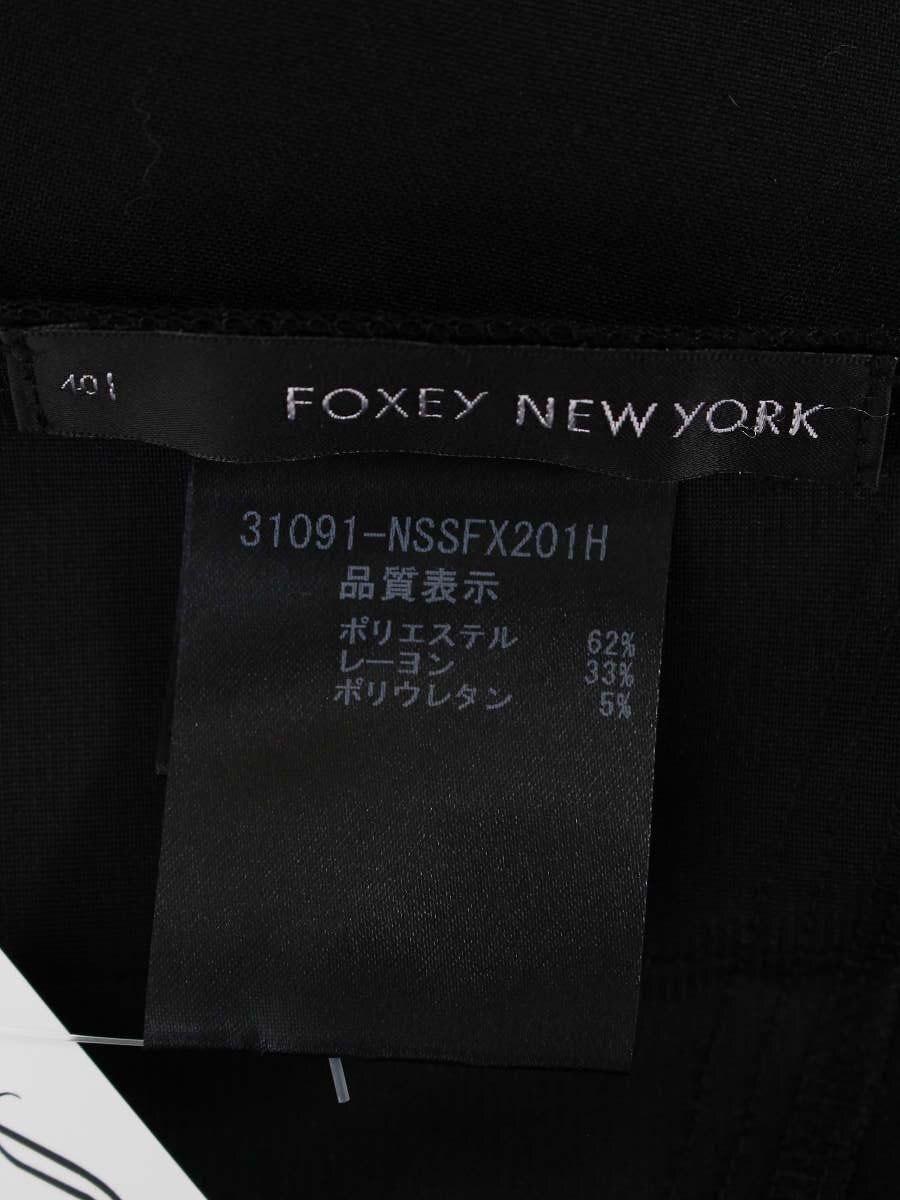 40 FOXEY NEW YORK
31091-NSSFX201H
品質表示
ポリエステル 62%
レーヨン 33%
ポリウレタン 5%